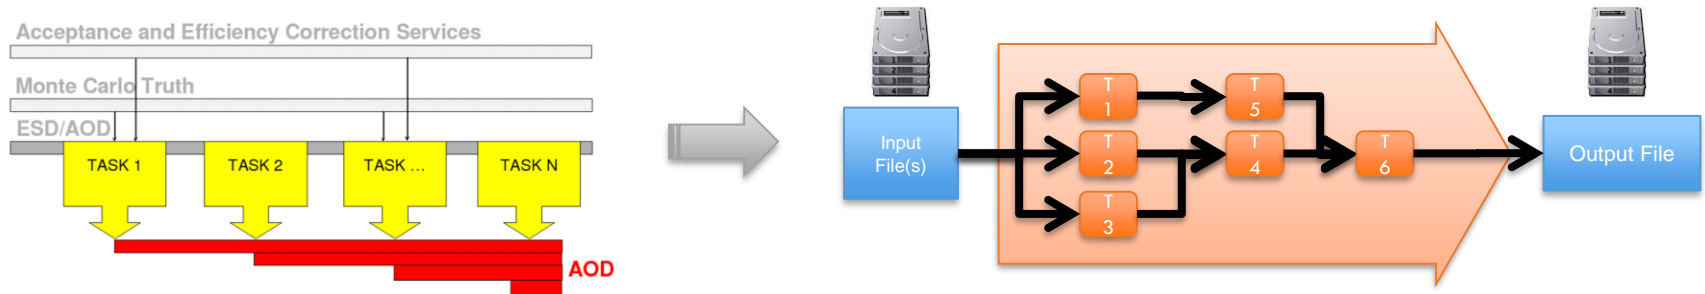 Acceptance and Efficiency Correction Services
Monte Carlo Truth
ESD/AOD
TASK 1
TASK 2
TASK ...
TASK N
AOD
Input
File(s)
T
1
T
2
T
3
T
5
T
4
T
6
Output File